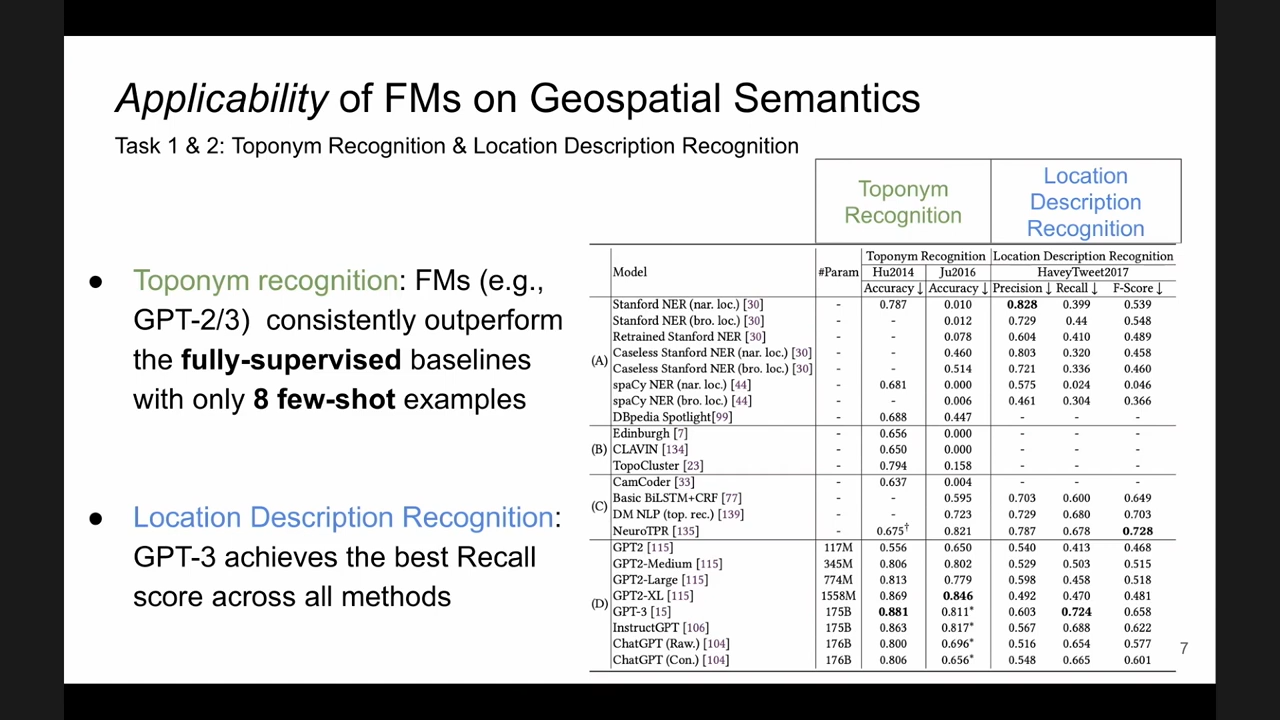 Applicability of FMs on Geospatial Semantics
Task 1 & 2: Toponym Recognition & Location Description Recognition
● Toponym recognition: FMs (e.g.,
GPT-2/3) consistently outperform
the fully-supervised baselines
with only 8 few-shot examples
● Location Description Recognition:
GPT-3 achieves the best Recall
score across all methods
Toponym
Recognition
Location
Description
Recognition
Model #Param Toponym Recognition Location Description Recognition
Hu2014 Ju2016 HaveyTweet2017
Accuracy ↓ Accuracy ↓ Precision ↓ Recall ↓ F-Score ↓
(A)
Stanford NER (nar. loc.) [30] - 0.787 0.010 0.828 0.399 0.539
Stanford NER (bro. loc.) [30] - - 0.012 0.729 0.44 0.548
Retrained Stanford NER [30] - - 0.078 0.604 0.410 0.489
Caseless Stanford NER (nar. loc.) [30] - - 0.460 0.803 0.320 0.458
Caseless Stanford NER (bro. loc.) [30] - - 0.514 0.721 0.336 0.460
spaCy NER (nar. loc.) [44] - 0.681 0.000 0.575 0.024 0.046
spaCy NER (bro. loc.) [44] - - 0.006 0.461 0.304 0.366
DBpedia Spotlight[99] - 0.688 0.447 - - -
(B)
Edinburgh [7] - 0.656 0.000 - - -
CLAVIN [134] - 0.650 0.000 - - -
TopoCluster [23] - 0.794 0.158 - - -
(C)
CamCoder [33] - 0.637 0.004 - - -
Basic BiLSTM+CRF [77] - - 0.595 0.703 0.600 0.649
DM NLP (top. rec.) [139] - - 0.723 0.729 0.680 0.703
NeuroTPR [135] - 0.675† 0.821 0.787 0.678 0.728
(D)
GPT2 [115] 117M 0.556 0.650 0.540 0.413 0.468
GPT2-Medium [115] 345M 0.806 0.802 0.529 0.503 0.515
GPT2-Large [115] 774M 0.813 0.779 0.598 0.458 0.518
GPT2-XL [115] 1558M 0.869 0.846 0.492 0.470 0.481
GPT-3 [15] 175B 0.881 0.811* 0.603 0.724 0.658
InstructGPT [106] 175B 0.863 0.817* 0.567 0.688 0.622
ChatGPT (Raw.) [104] 176B 0.800 0.696* 0.516 0.654 0.577
ChatGPT (Con.) [104] 176B 0.806 0.656* 0.548 0.665 0.601
7